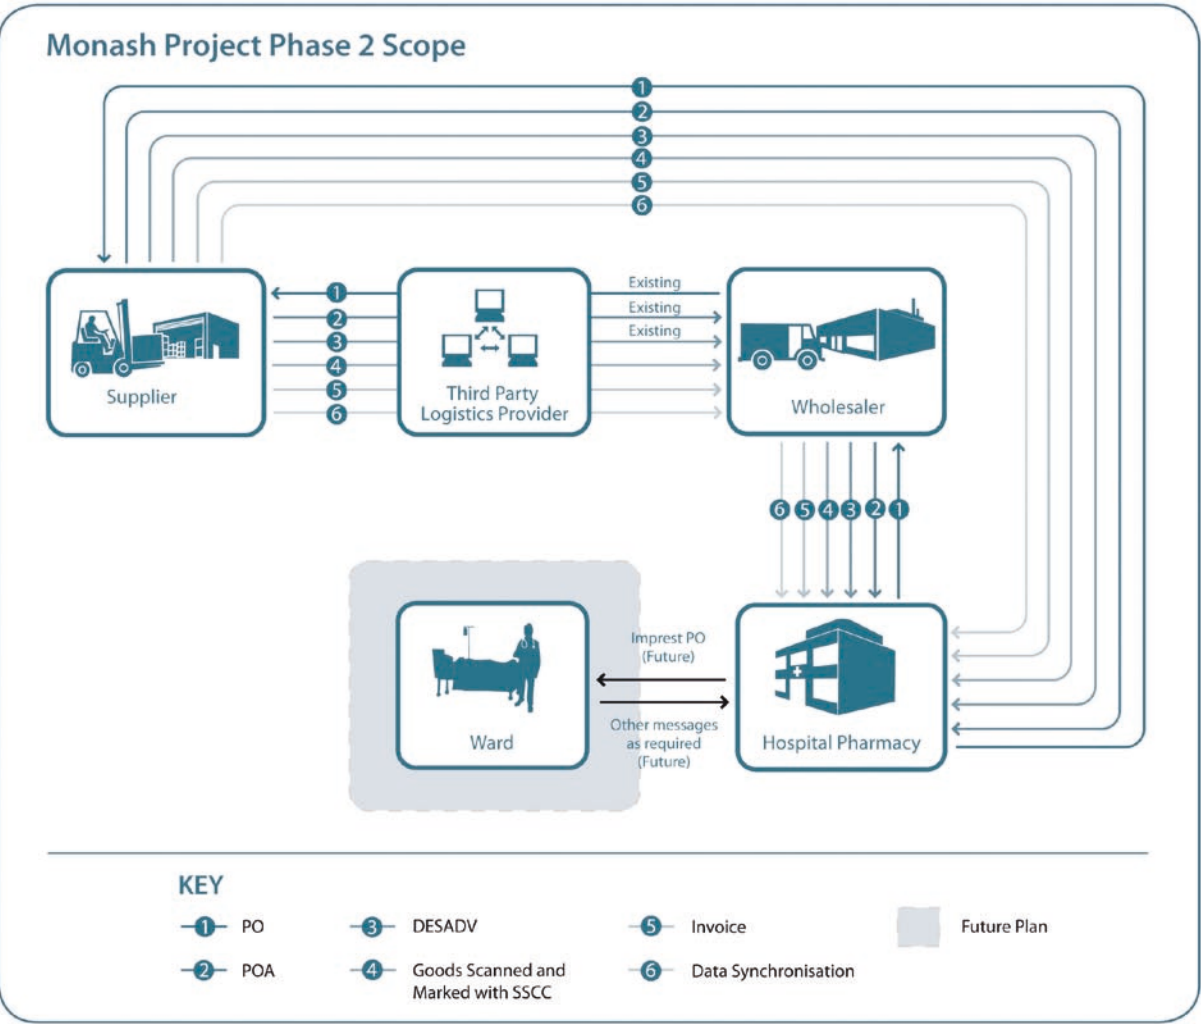 Monash Project Phase 2 Scope
1
2
3
4
5
6
1
2
3
4
5
6
Existing
Existing
Existing
Supplier
Third Party
Logistics Provider
Wholesaler
6 5 4 3 2 1
Imprest PO
(Future)
Other messages
as required
(Future)
Ward
Hospital Pharmacy
KEY
1 PO
2 POA
3 DESADV
4 Goods Scanned and
Marked with SSCC
5 Invoice
6 Data Synchronisation
Future Plan